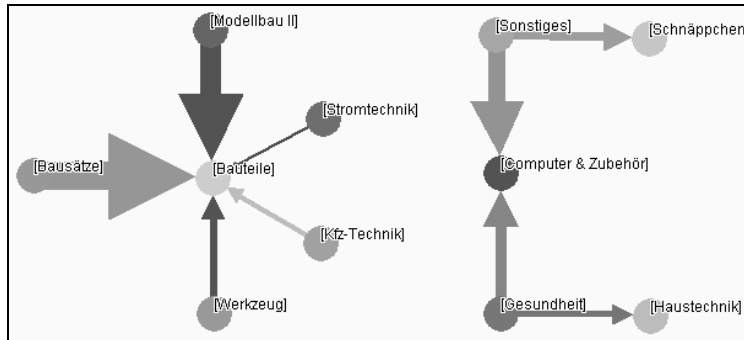 [Modellbau II]
[Sonstiges]
[Schnäppchen]
[Stromtechnik]
[Bausätze]
[Bauteile]
[Computer & Zubehör]
[Kfz-Technik]
[Werkzeug]
[Gesundheit]
[Haustechnik]